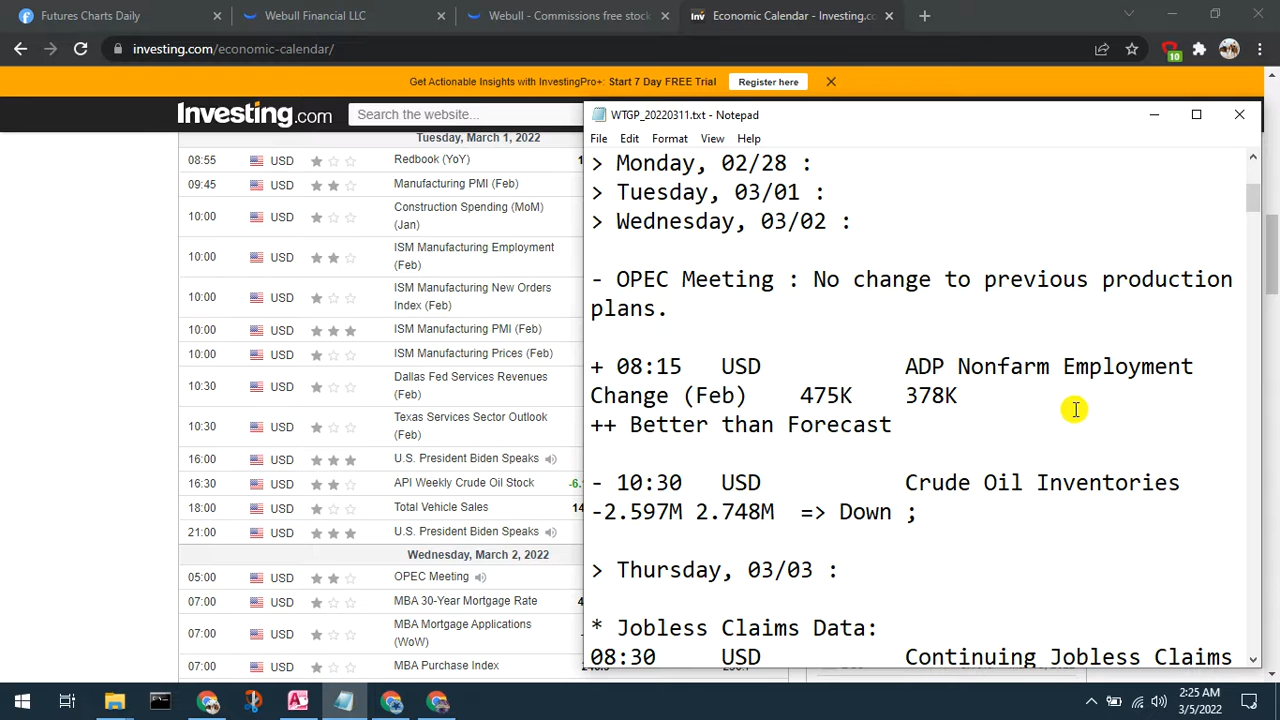 Futures Charts Daily
Webull Financial LLC
Webull - Commissions free stock
Economic Calendar - Investing.co
investing.com/economic-calendar/
10
Get Actionable Insights with InvestingPro+: Start 7 Day FREE Trial
Register here
Investing.com
Search the website...
Tuesday, March 1, 2022
08:55 USD Redbook (YoY)
09:45 USD Manufacturing PMI (Feb)
10:00 USD Construction Spending (MoM)
(Jan)
10:00 USD ISM Manufacturing Employment
(Feb)
10:00 USD ISM Manufacturing New Orders
Index (Feb)
10:00 USD ISM Manufacturing PMI (Feb)
10:00 USD ISM Manufacturing Prices (Feb)
10:30 USD Dallas Fed Services Revenues
(Feb)
10:30 USD Texas Services Sector Outlook
(Feb)
16:00 USD U.S. President Biden Speaks
16:30 USD API Weekly Crude Oil Stock
18:00 USD Total Vehicle Sales
21:00 USD U.S. President Biden Speaks
Wednesday, March 2, 2022
05:00 USD OPEC Meeting
07:00 USD MBA 30-Year Mortgage Rate
07:00 USD MBA Mortgage Applications
(WoW)
07:00 USD MBA Purchase Index
WTGP_20220311.txt - Notepad
File Edit Format View Help
> Monday, 02/28 :
> Tuesday, 03/01 :
> Wednesday, 03/02 :
- OPEC Meeting : No change to previous production
plans.
+ 08:15 USD ADP Nonfarm Employment
Change (Feb) 475K 378K
++ Better than Forecast
- 10:30 USD Crude Oil Inventories
-2.597M 2.748M => Down ;
> Thursday, 03/03 :
* Jobless Claims Data:
08:30 USD Continuing Jobless Claims
2:25 AM
3/5/2022